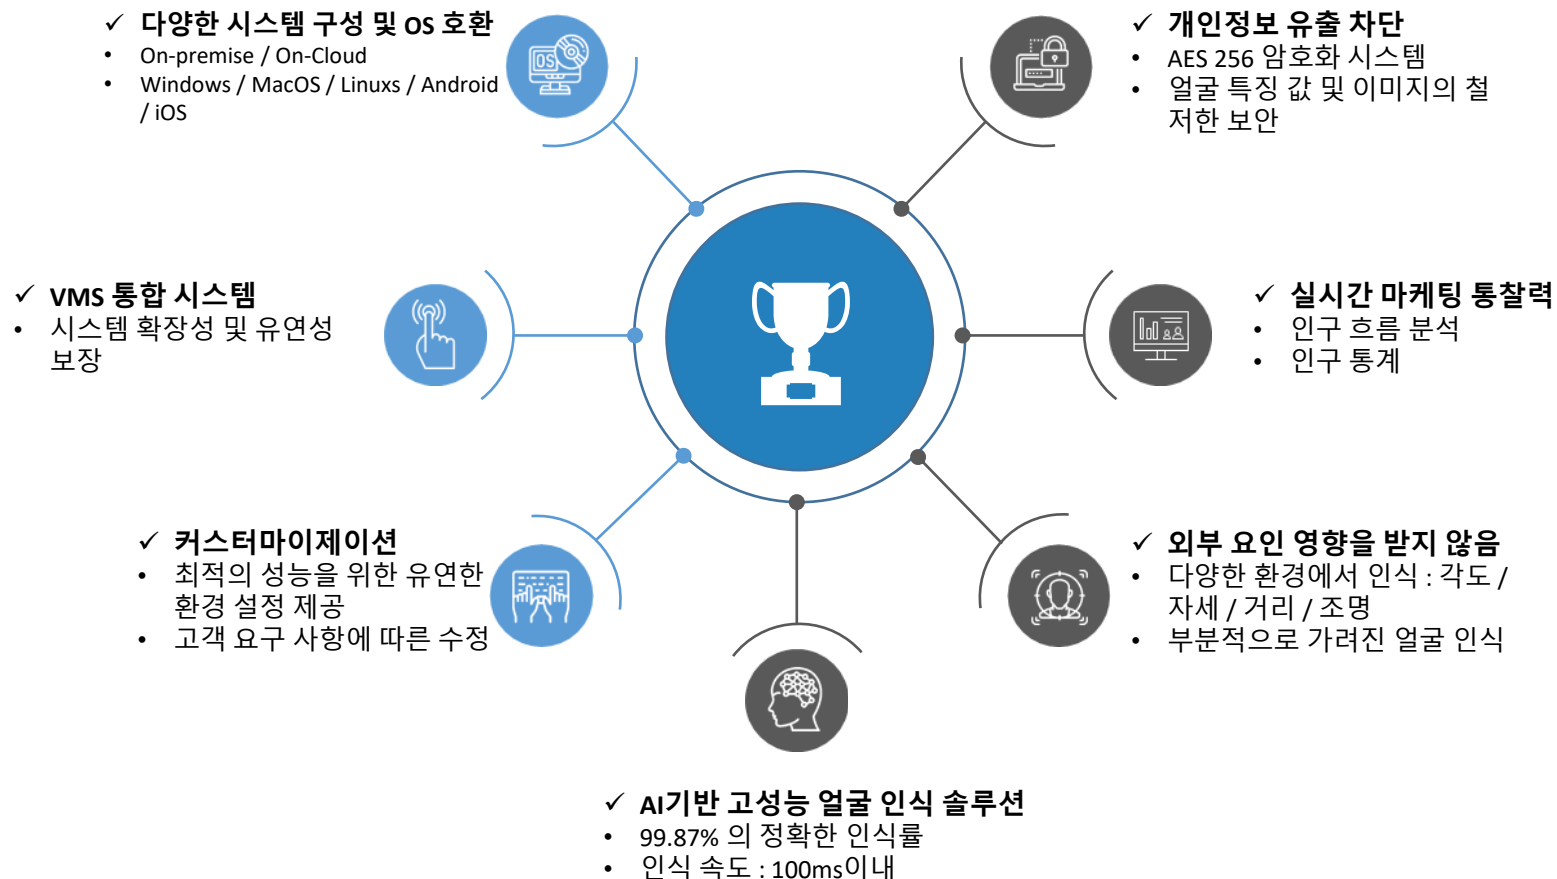 ✓ 다양한 시스템 구성 및 OS 호환
• On-premise / On-Cloud
• Windows / MacOS / Linuxs / Android
/ iOS
OS
✓ 개인정보 유출 차단
• AES 256 암호화 시스템
• 얼굴 특징 값 및 이미지의 철
저한 보안
✓ VMS 통합 시스템
• 시스템 확장성 및 유연성
보장
✓ 실시간 마케팅 통찰력
• 인구 흐름 분석
• 인구 통계
✓ 커스터마이제이션
• 최적의 성능을 위한 유연한
환경 설정 제공
• 고객 요구 사항에 따른 수정
✓ 외부 요인 영향을 받지 않음
• 다양한 환경에서 인식 : 각도 /
자세 / 거리 / 조명
• 부분적으로 가려진 얼굴 인식
✓ AI기반 고성능 얼굴 인식 솔루션
• 99.87% 의 정확한 인식률
• 인식 속도 : 100ms이내